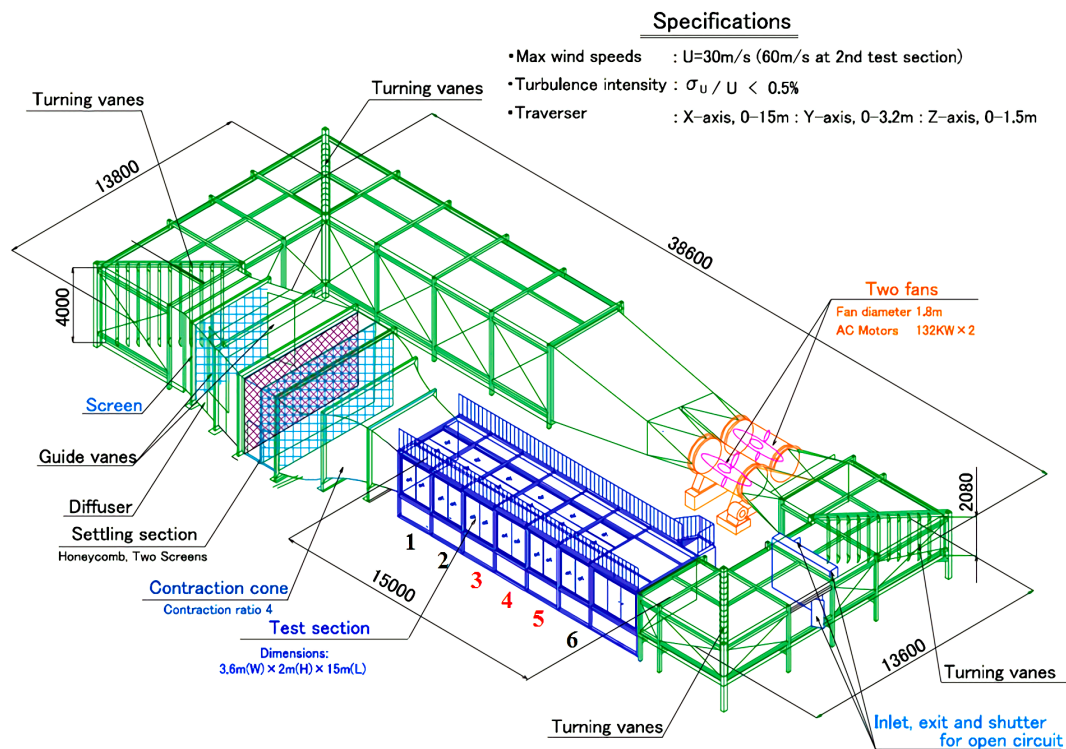 Specifications
・Max wind speeds : U=30m/s (60m/s at 2nd test section)
・Turbulence intensity : σu / U < 0.5%
・Traverser : X-axis, 0-15m : Y-axis, 0-3.2m : Z-axis, 0-1.5m
Turning vanes
Turning vanes
13800
38600
4000
Two fans
Fan diameter 1.8m
AC Motors 132KW×2
Screen
Guide vanes
Diffuser
Settling section
Honeycomb, Two Screens
Contraction cone
Contraction ratio 4
Test section
Dimensions:
3.6m(W)×2m(H)×15m(L)
1
2
3
4
5
6
15000
2080
13600
Turning vanes
Turning vanes
Inlet, exit and shutter
for open circuit